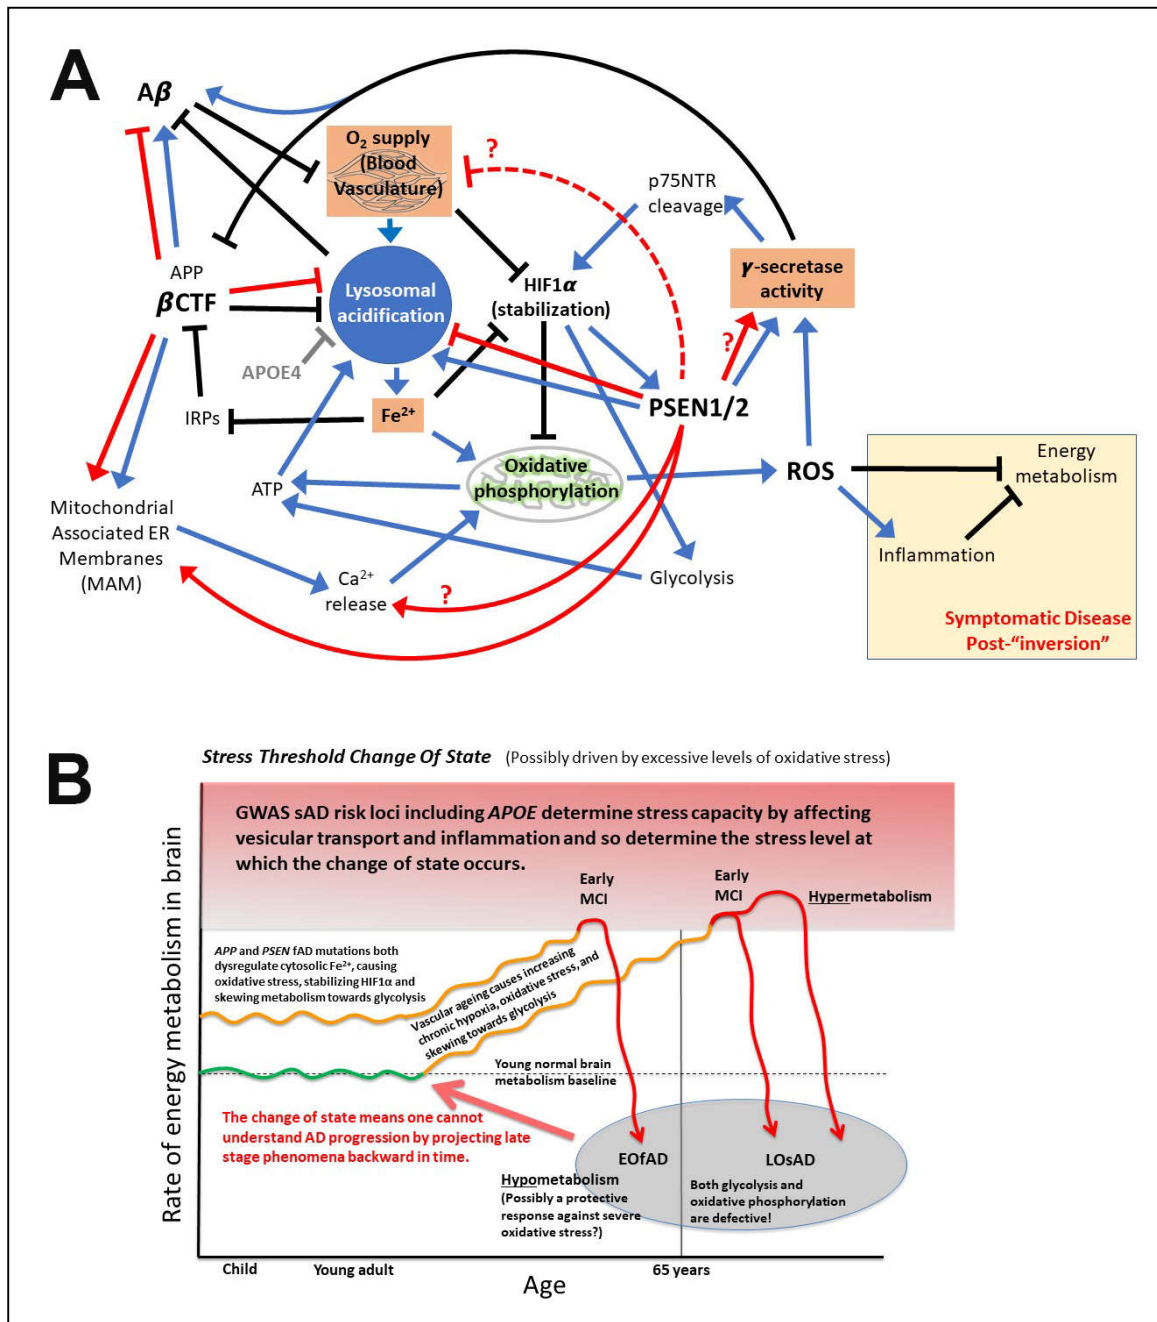 A
Aβ
O₂ supply
(Blood
Vasculature)
?
p75NTR
cleavage
γ-secretase
activity
APP
βCTF
Lysosomal
acidification
HIF1α
(stabilization)
?
APOE4
PSEN1/2
IRPs
Fe²⁺
Oxidative
phosphorylation
ATP
ROS
Energy
metabolism
Mitochondrial
Associated ER
Membranes
(MAM)
Inflammation
Ca²⁺
release
?
Glycolysis
Symptomatic Disease
Post-“inversion”
B
Stress Threshold Change Of State (Possibly driven by excessive levels of oxidative stress)
GWAS sAD risk loci including APOE determine stress capacity by affecting
vesicular transport and inflammation and so determine the stress level at
which the change of state occurs.
Early
MCI
Early
MCI
Hypermetabolism
APP and PSEN fAD mutations both
dysregulate cytosolic Fe²⁺, causing
oxidative stress, stabilizing HIF1α and
skewing metabolism towards glycolysis
Vascular ageing causes increasing
chronic hypoxia, oxidative stress, and
skewing towards glycolysis
Young normal brain
metabolism baseline
The change of state means one cannot
understand AD progression by projecting late
stage phenomena backward in time.
EOfAD
LOsAD
Hypometabolism
(Possibly a protective
response against severe
oxidative stress?)
Both glycolysis and
oxidative phosphorylation
are defective!
Rate of energy metabolism in brain
Child
Young adult
65 years
Age